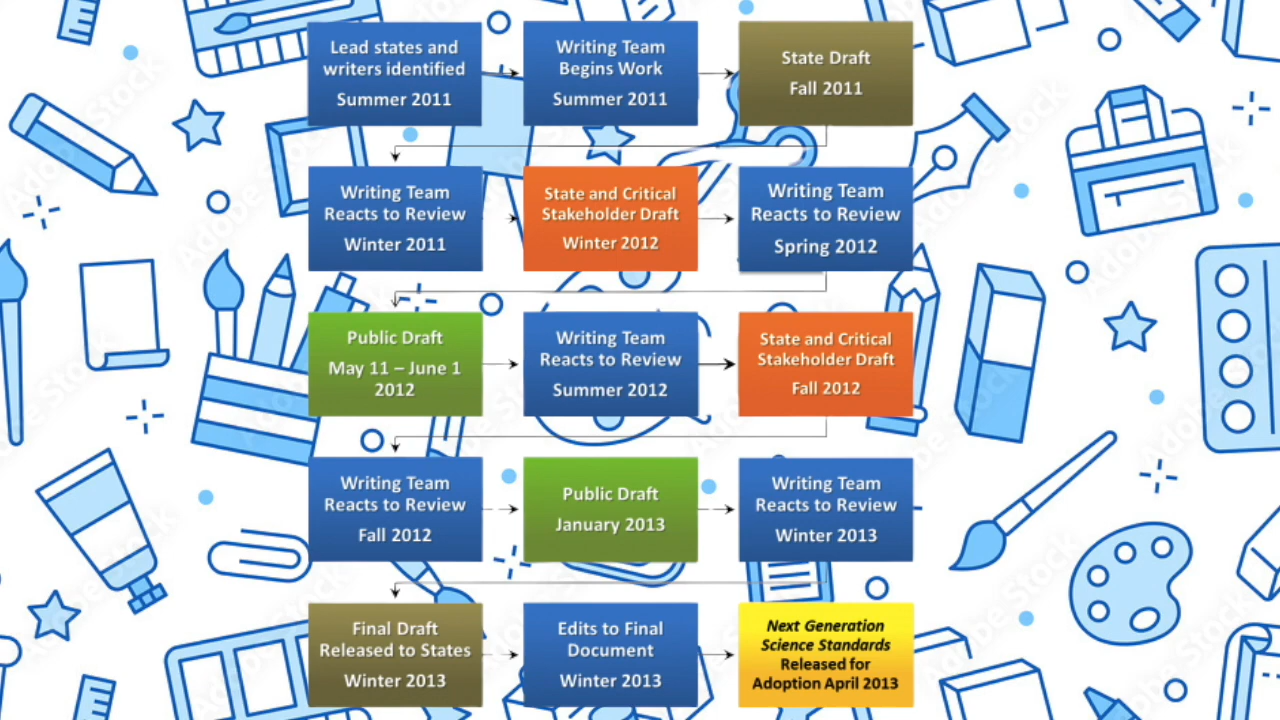 Lead states and
writers identified
Summer 2011
Writing Team
Begins Work
Summer 2011
State Draft
Fall 2011
Writing Team
Reacts to Review
Winter 2011
State and Critical
Stakeholder Draft
Winter 2012
Writing Team
Reacts to Review
Spring 2012
Public Draft
May 11 – June 1
2012
Writing Team
Reacts to Review
Summer 2012
State and Critical
Stakeholder Draft
Fall 2012
Writing Team
Reacts to Review
Fall 2012
Public Draft
January 2013
Writing Team
Reacts to Review
Winter 2013
Final Draft
Released to States
Winter 2013
Edits to Final
Document
Winter 2013
Next Generation
Science Standards
Released for
Adoption April 2013